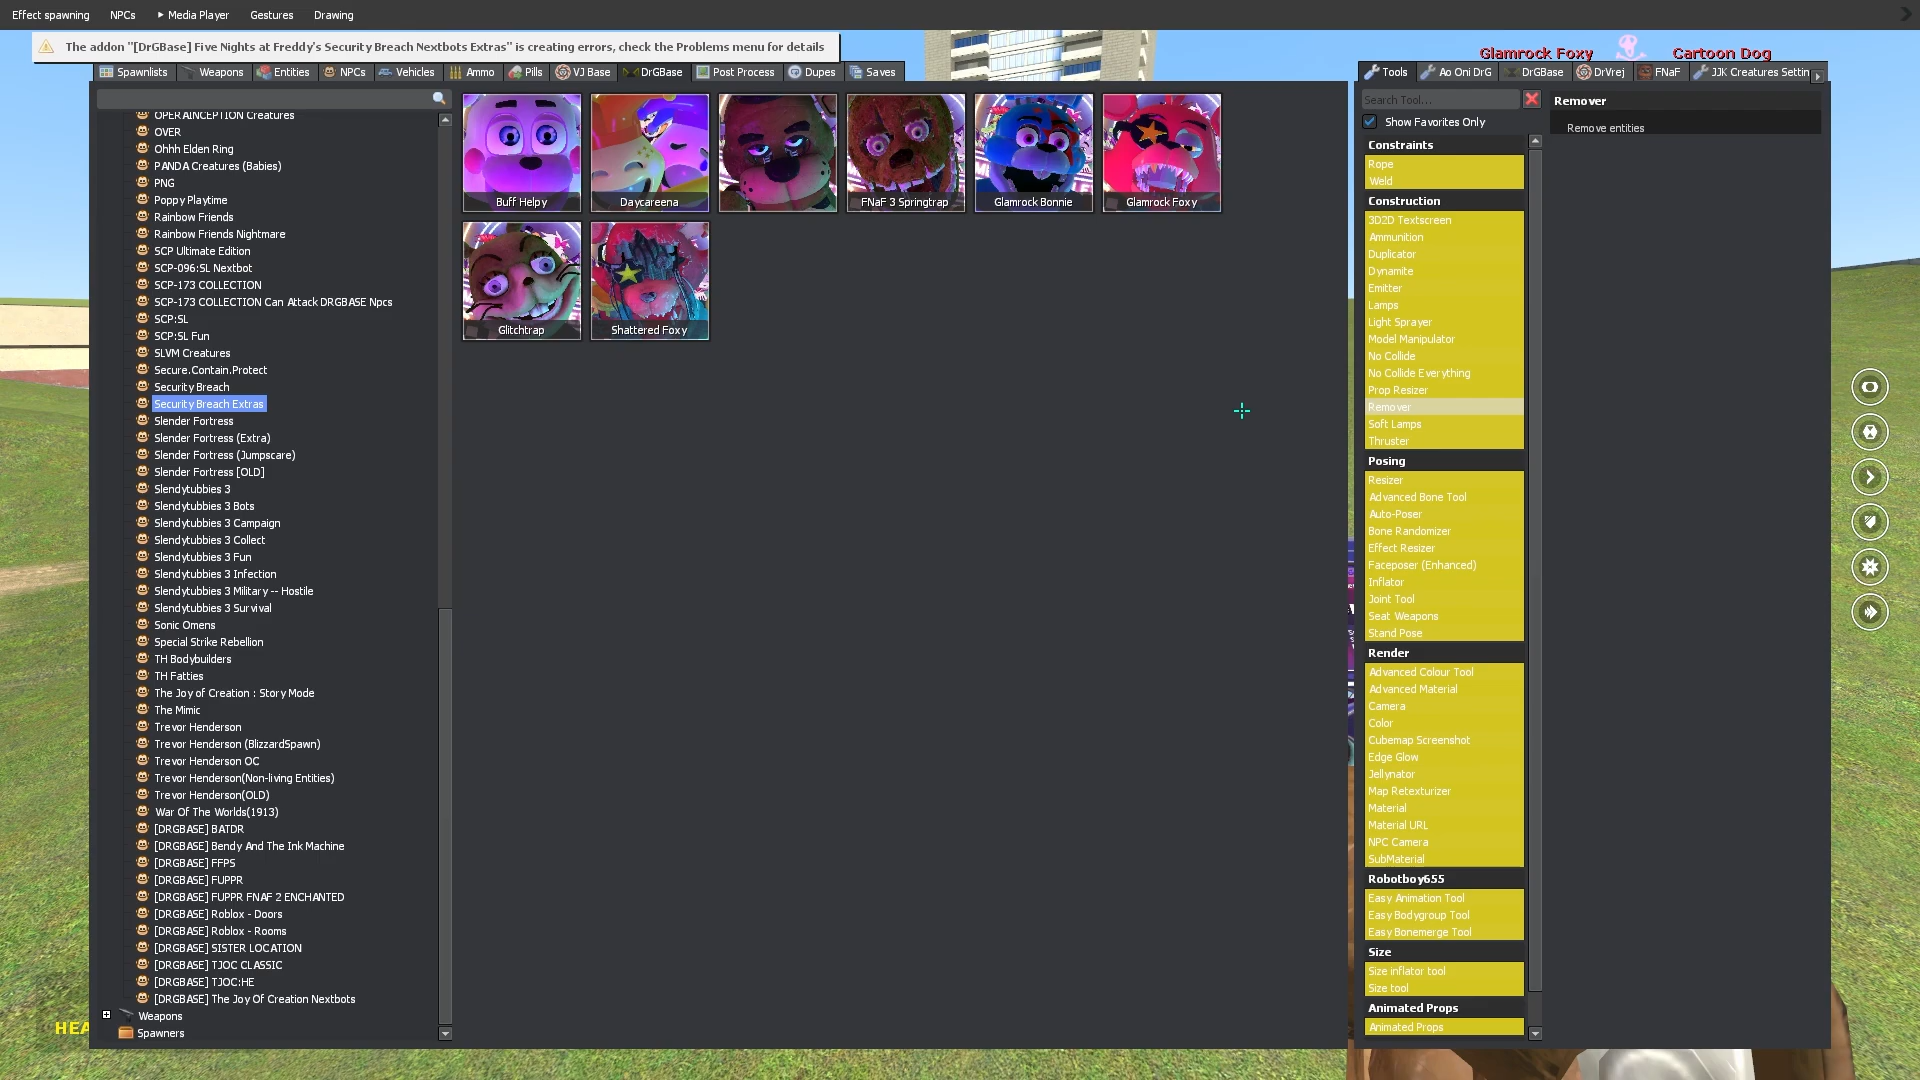 Effect spawning NPCs Media Player Gestures Drawing
The addon "[DrGBase] Five Nights at Freddy's Security Breach Nextbots Extras" is creating errors, check the Problems menu for details
Glamrock Foxy Cartoon Dog
Spawnlists Weapons Entities NPCs Vehicles Ammo Pills VJ Base DrGBase Post Process Dupes Saves
Tools Ao Oni DrG DrGBase DrVrej FNaF JJK Creatures Settin
OPERAINCEPTION Creatures
OVER
Ohhh Elden Ring
PANDA Creatures (Babies)
PNG
Poppy Playtime
Rainbow Friends
Rainbow Friends Nightmare
SCP Ultimate Edition
SCP-096:SL Nextbot
SCP-173 COLLECTION
SCP-173 COLLECTION Can Attack DRGBASE Npcs
SCP:SL
SCP:SL Fun
SLVM Creatures
Secure.Contain.Protect
Security Breach
Security Breach Extras
Slender Fortress
Slender Fortress (Extra)
Slender Fortress (Jumpscare)
Slender Fortress [OLD]
Slendytubbies 3
Slendytubbies 3 Bots
Slendytubbies 3 Campaign
Slendytubbies 3 Collect
Slendytubbies 3 Fun
Slendytubbies 3 Infection
Slendytubbies 3 Military -- Hostile
Slendytubbies 3 Survival
Sonic Omens
Special Strike Rebellion
TH Bodybuilders
TH Fatties
The Joy of Creation : Story Mode
The Mimic
Trevor Henderson
Trevor Henderson (BlizzardSpawn)
Trevor Henderson OC
Trevor Henderson(Non-living Entities)
Trevor Henderson(OLD)
War Of The Worlds(1913)
[DRGBASE] BATDR
[DRGBASE] Bendy And The Ink Machine
[DRGBASE] FFPS
[DRGBASE] FUPPR
[DRGBASE] FUPPR FNAF 2 ENCHANTED
[DRGBASE] Roblox - Doors
[DRGBASE] Roblox - Rooms
[DRGBASE] SISTER LOCATION
[DRGBASE] TJOC CLASSIC
[DRGBASE] TJOC:HE
[DRGBASE] The Joy Of Creation Nextbots
Weapons
Spawners
HEA
Buff Helpy Daycareena FNaF 3 Springtrap Glamrock Bonnie Glamrock Foxy
Glitchtrap Shattered Foxy
Search Tool...
Show Favorites Only
Constraints
Rope
Weld
Construction
3D2D Textscreen
Ammunition
Duplicator
Dynamite
Emitter
Lamps
Light Sprayer
Model Manipulator
No Collide
No Collide Everything
Prop Resizer
Remover
Soft Lamps
Thruster
Posing
Resizer
Advanced Bone Tool
Auto-Poser
Bone Randomizer
Effect Resizer
Faceposer (Enhanced)
Inflator
Joint Tool
Seat Weapons
Stand Pose
Render
Advanced Colour Tool
Advanced Material
Camera
Color
Cubemap Screenshot
Edge Glow
Jellynator
Map Retexturizer
Material
Material URL
NPC Camera
SubMaterial
Robotboy655
Easy Animation Tool
Easy Bodygroup Tool
Easy Bonemerge Tool
Size
Size inflator tool
Size tool
Animated Props
Animated Props
Remover
Remove entities